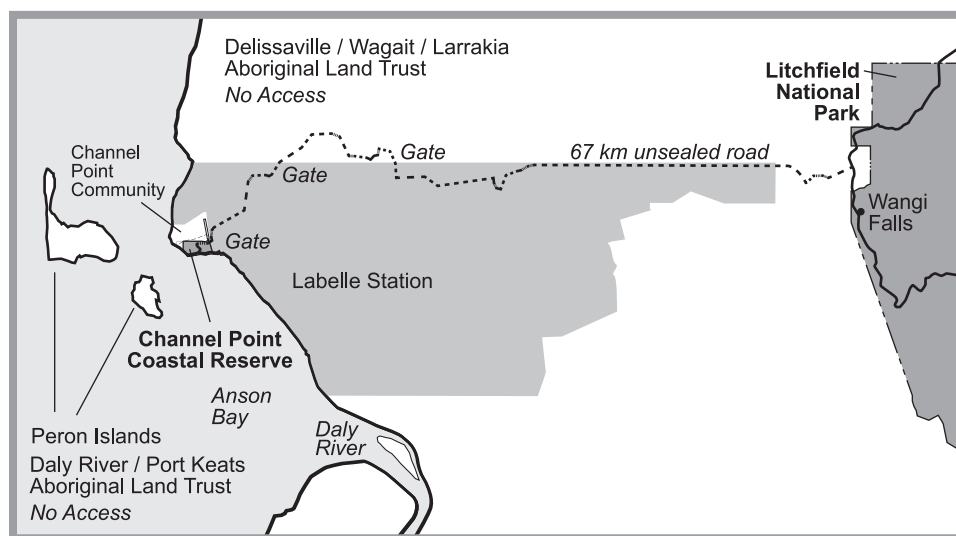 Delissaville / Wagait / Larrakia
Aboriginal Land Trust
No Access
Litchfield
National
Park
Channel
Point
Community
Gate
67 km unsealed road
Gate
Wangi
Falls
Gate
Labelle Station
Channel Point
Coastal Reserve
Anson
Bay
Daly
River
Peron Islands
Daly River / Port Keats
Aboriginal Land Trust
No Access